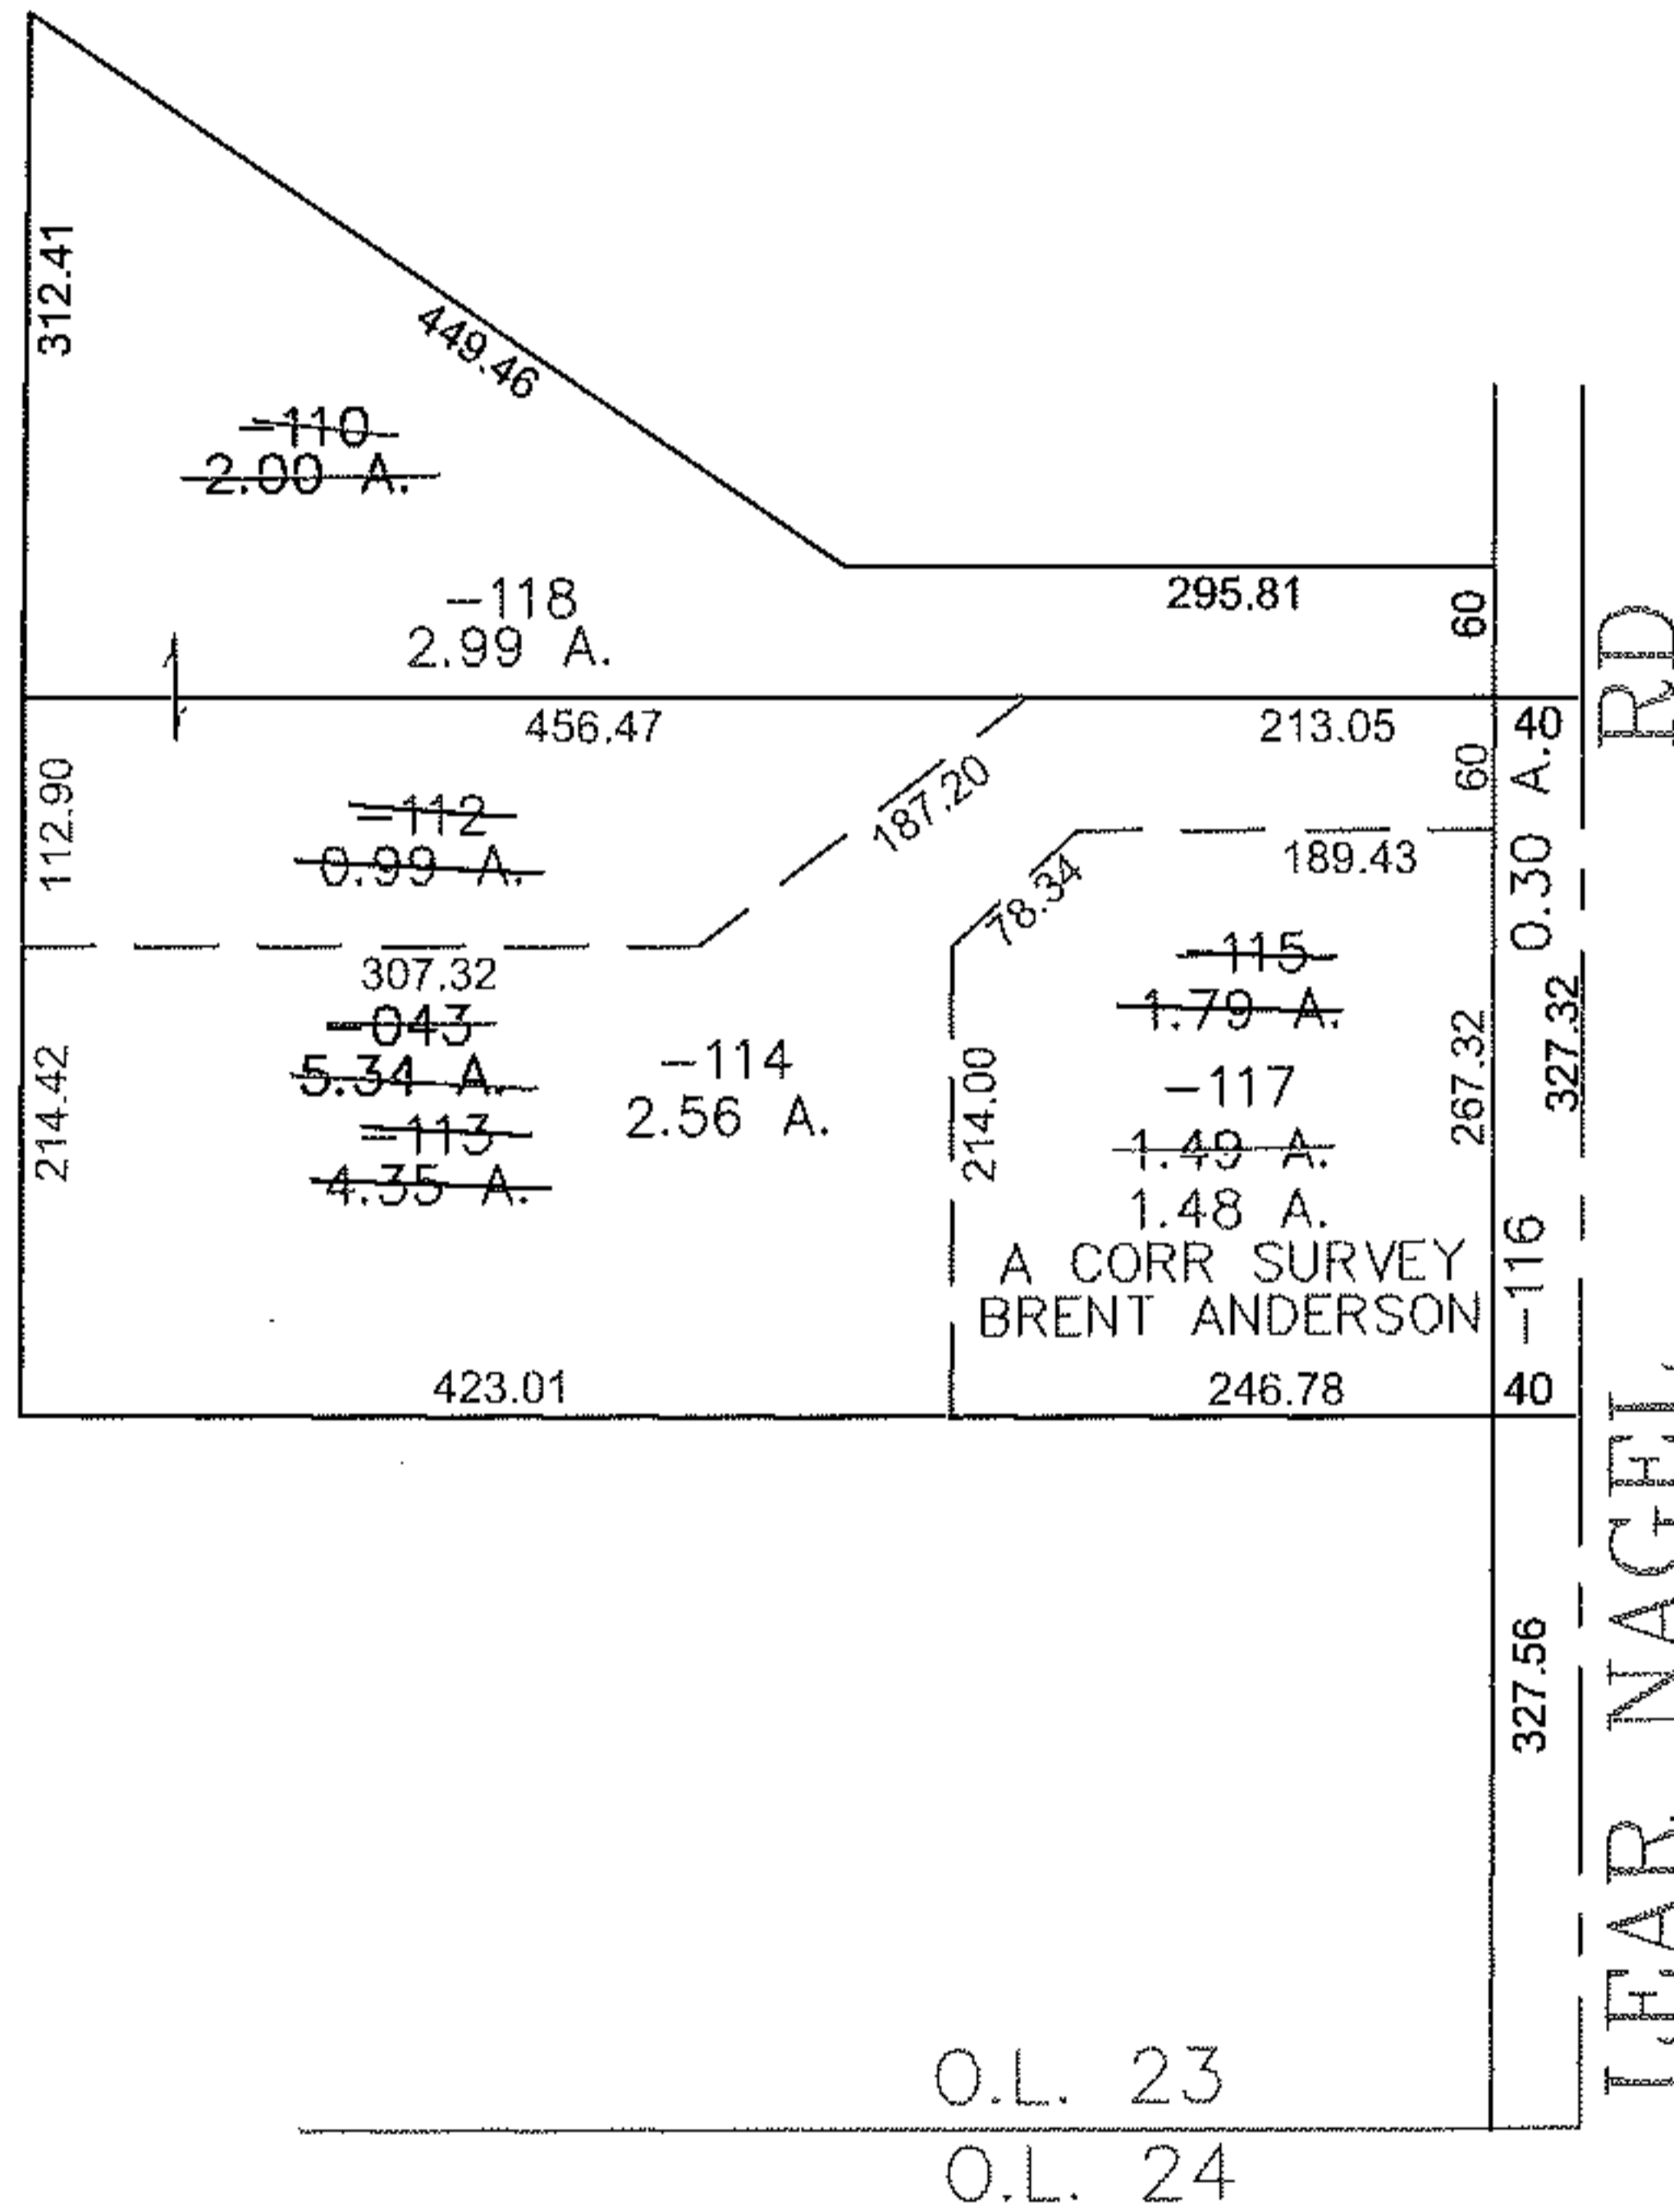 312.41
449.46
-110
2.00 A.
-118
2.99 A.
295.81
60
456.47
213.05
40
112.90
187.20
60
-112
0.99 A.
189.43
78.34
0.30 A.
307.32
-115
1.79 A.
-043
5.34 A.
-113
4.35 A.
214.42
-114
2.56 A.
214.00
-117
1.49 A.
1.48 A.
A CORR SURVEY
BRENT ANDERSON
267.32
327.32
-116
423.01
246.78
40
327.56
LEAR NAGEL RD
O.L. 23
O.L. 24